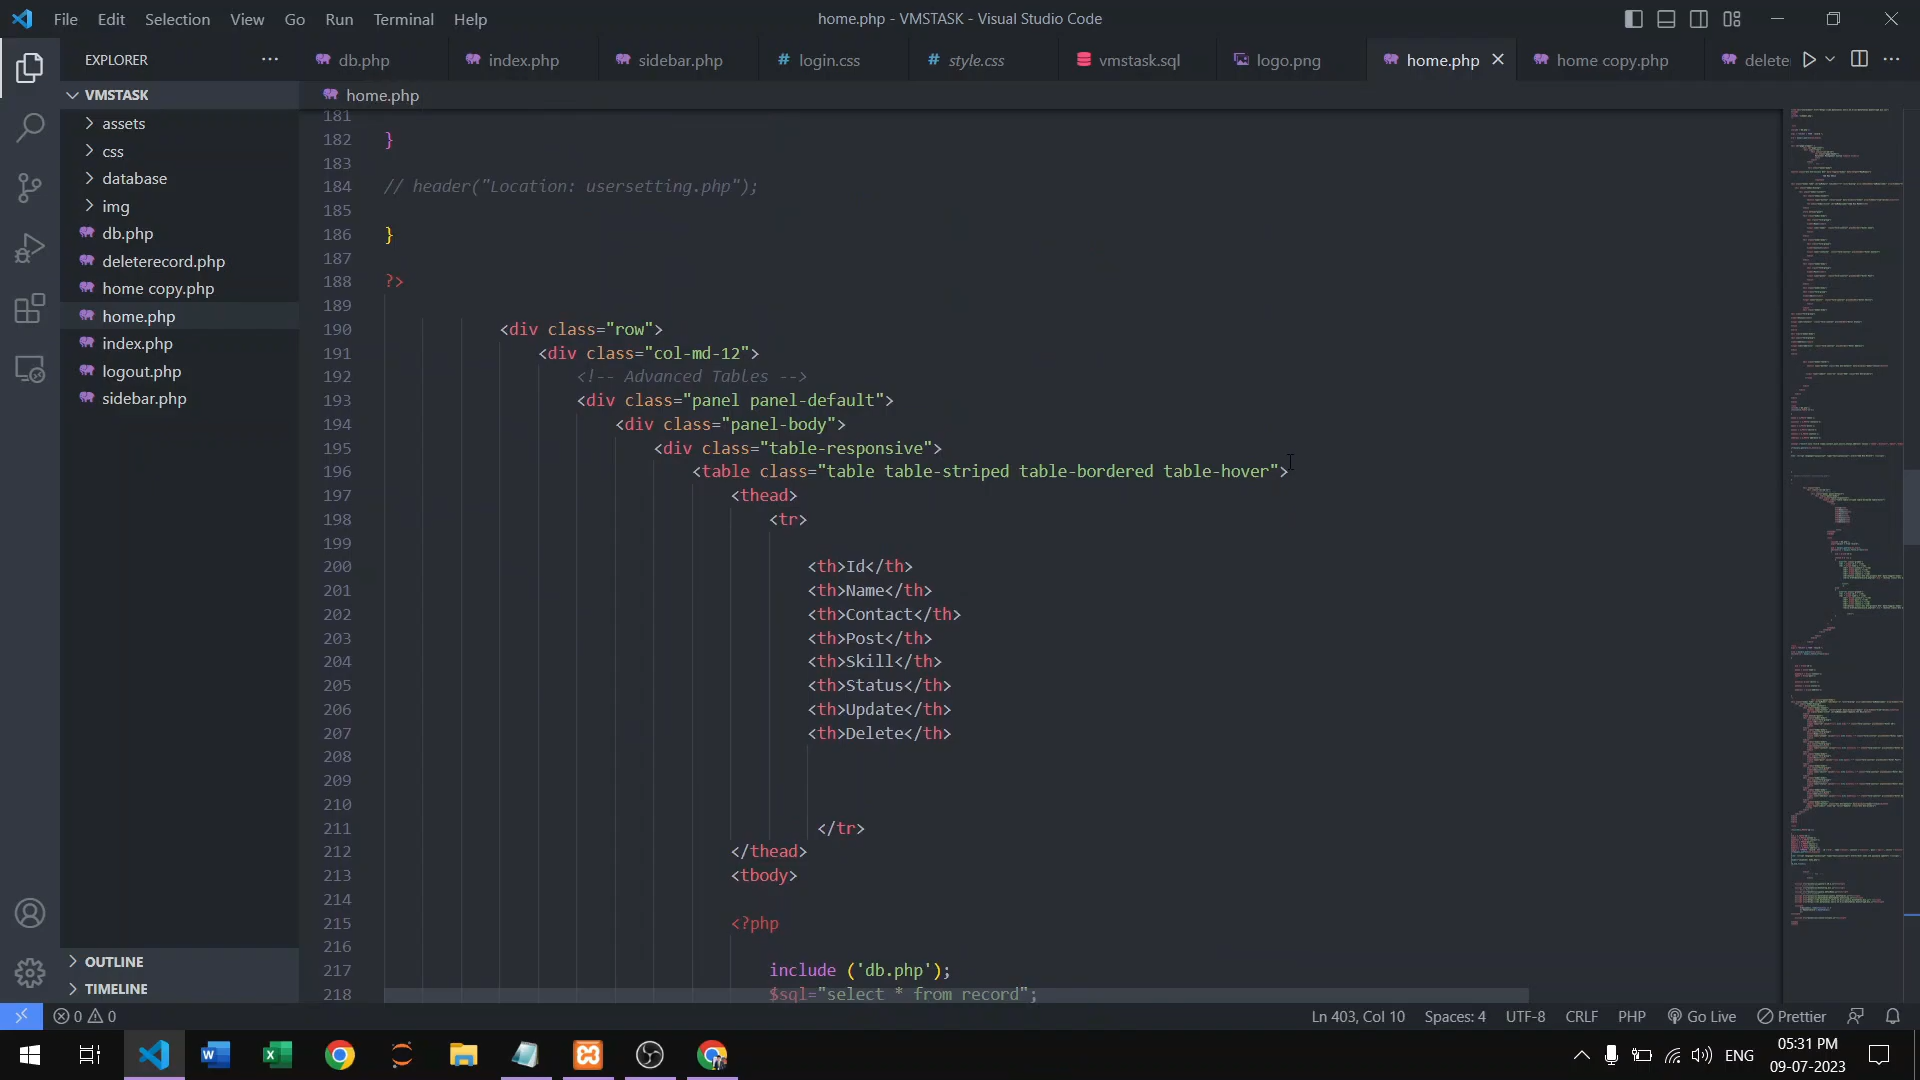 File Edit Selection View Go Run Terminal Help
home.php - VMSTASK - Visual Studio Code
EXPLORER
db.php
index.php
sidebar.php
# login.css
# style.css
vmstask.sql
logo.png
home.php
home copy.php
delete
VMSTASK
assets
css
database
img
db.php
deleterecord.php
home copy.php
home.php
index.php
logout.php
sidebar.php
OUTLINE
TIMELINE
home.php
181
182 }
183
184 // header("Location: usersetting.php");
185
186 }
187
188 ?>
189
190 <div class="row">
191 <div class="col-md-12">
192 <!-- Advanced Tables -->
193 <div class="panel panel-default">
194 <div class="panel-body">
195 <div class="table-responsive">
196 <table class="table table-striped table-bordered table-hover">
197 <thead>
198 <tr>
199
200 <th>Id</th>
201 <th>Name</th>
202 <th>Contact</th>
203 <th>Post</th>
204 <th>Skill</th>
205 <th>Status</th>
206 <th>Update</th>
207 <th>Delete</th>
208
209
210
211 </tr>
212 </thead>
213 <tbody>
214
215 <?php
216
217 include ('db.php');
218 $sql="select * from record";
0 0
Ln 403, Col 10 Spaces: 4 UTF-8 CRLF PHP Go Live Prettier
ENG
05:31 PM
09-07-2023